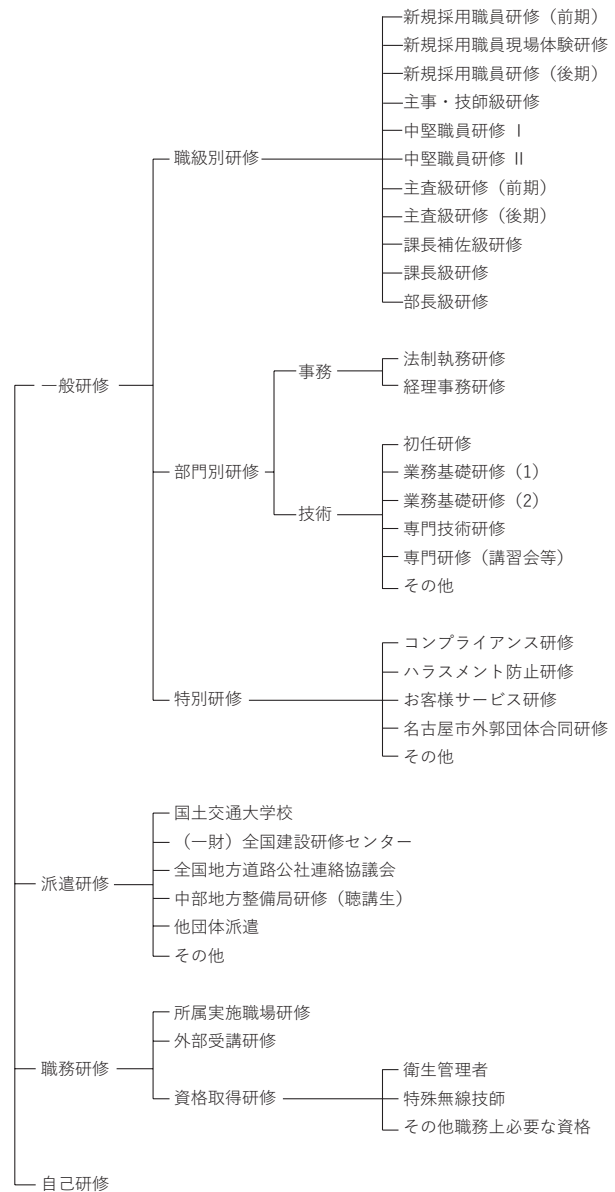 一般研修
職級別研修
新規採用職員研修（前期）
新規採用職員現場体験研修
新規採用職員研修（後期）
主事・技師級研修
中堅職員研修 Ⅰ
中堅職員研修 Ⅱ
主査級研修（前期）
主査級研修（後期）
課長補佐級研修
課長級研修
部長級研修
部門別研修
事務
法制執務研修
経理事務研修
技術
初任研修
業務基礎研修（1）
業務基礎研修（2）
専門技術研修
専門研修（講習会等）
その他
特別研修
コンプライアンス研修
ハラスメント防止研修
お客様サービス研修
名古屋市外郭団体合同研修
その他
派遣研修
国土交通大学校
（一財）全国建設研修センター
全国地方道路公社連絡協議会
中部地方整備局研修（聴講生）
他団体派遣
その他
職務研修
所属実施職場研修
外部受講研修
資格取得研修
衛生管理者
特殊無線技師
その他職務上必要な資格
自己研修